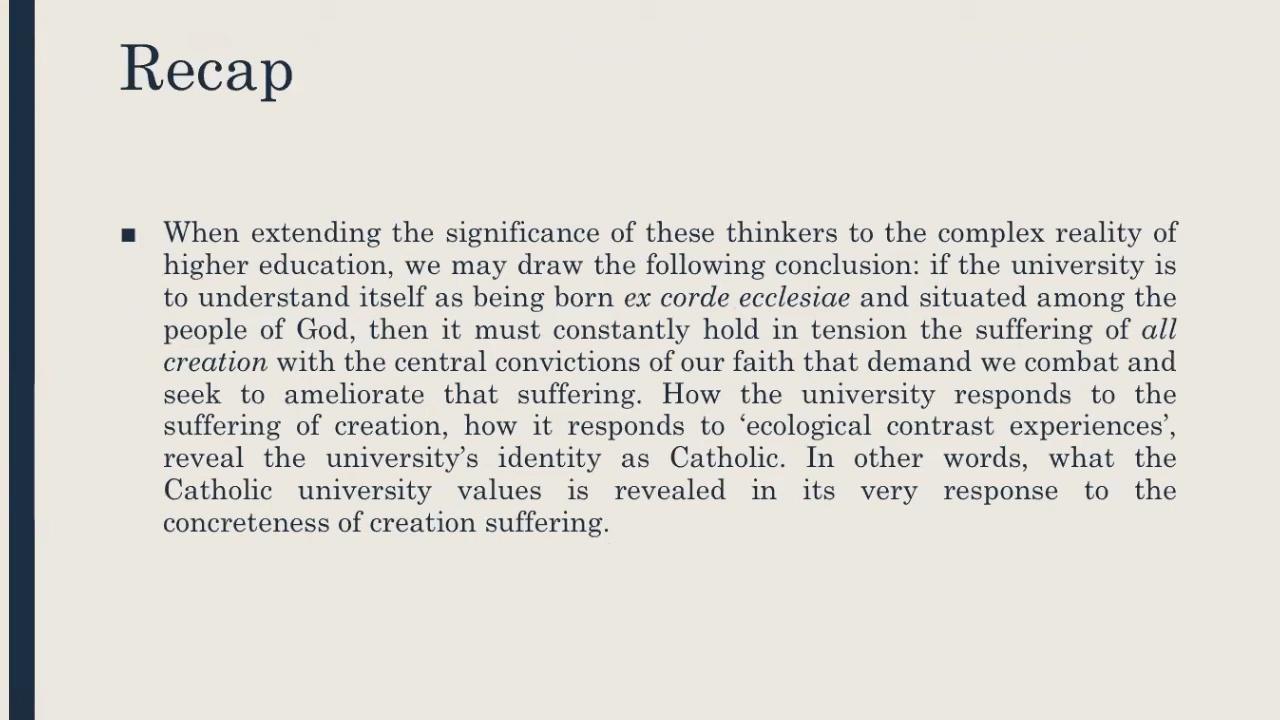 Recap
▪ When extending the significance of these thinkers to the complex reality of
higher education, we may draw the following conclusion: if the university is
to understand itself as being born ex corde ecclesiae and situated among the
people of God, then it must constantly hold in tension the suffering of all
creation with the central convictions of our faith that demand we combat and
seek to ameliorate that suffering. How the university responds to the
suffering of creation, how it responds to ‘ecological contrast experiences’,
reveal the university’s identity as Catholic. In other words, what the
Catholic university values is revealed in its very response to the
concreteness of creation suffering.